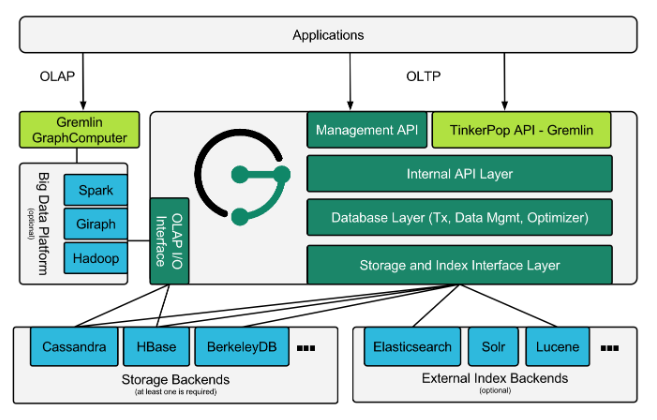 Applications
OLAP
OLTP
Gremlin
GraphComputer
Management API
TinkerPop API - Gremlin
Big Data Platform
(optional)
Spark
Giraph
Hadoop
OLAP I/O
Interface
Internal API Layer
Database Layer (Tx, Data Mgmt, Optimizer)
Storage and Index Interface Layer
Cassandra
HBase
BerkeleyDB
Storage Backends
(at least one is required)
Elasticsearch
Solr
Lucene
External Index Backends
(optional)